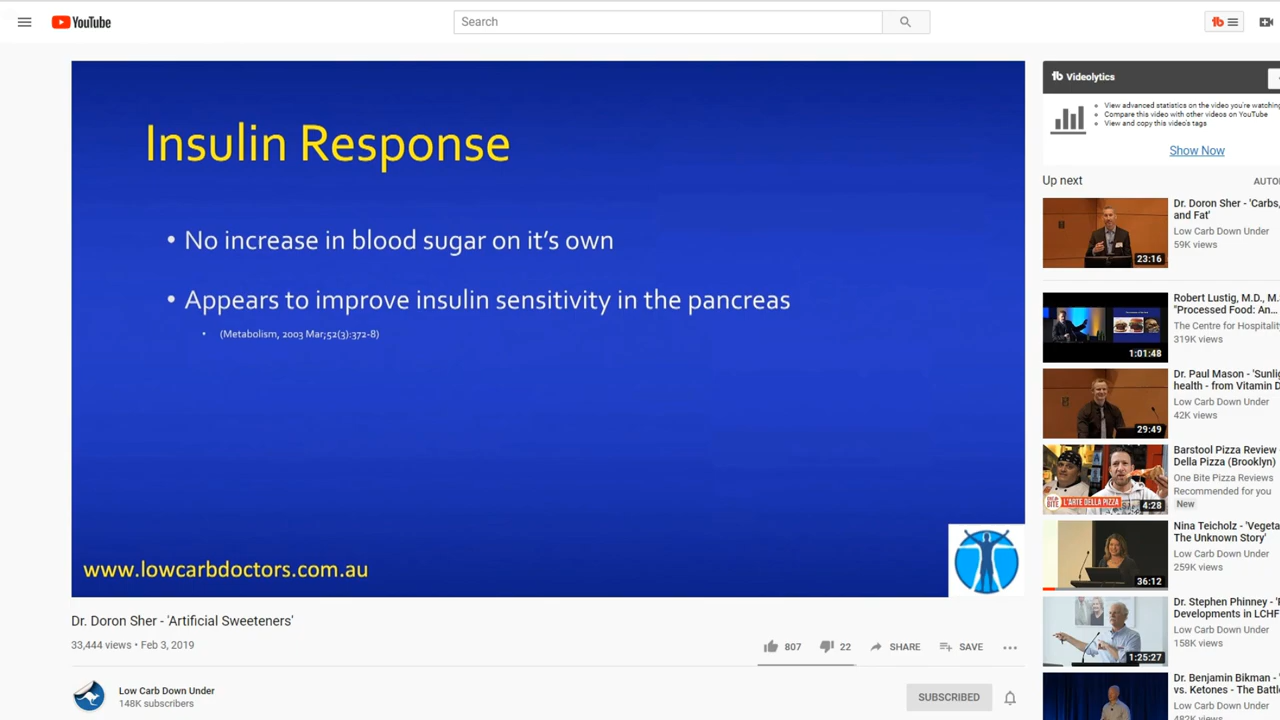 YouTube
Search
Insulin Response
• No increase in blood sugar on it's own
• Appears to improve insulin sensitivity in the pancreas
• (Metabolism, 2003 Mar;52(3):372-8)
www.lowcarbdoctors.com.au
Dr. Doron Sher - 'Artificial Sweeteners'
33,444 views • Feb 3, 2019
807
22
SHARE
SAVE
Low Carb Down Under
148K subscribers
SUBSCRIBED
Videolytics
• View advanced statistics on the video you're watching
• Compare this video with other videos on YouTube
• View and copy this video's tags
Show Now
Up next
AUTO
Dr. Doron Sher - 'Carbs,
and Fat'
Low Carb Down Under
59K views
23:16
Robert Lustig, M.D., M.
"Processed Food: An...
The Centre for Hospitality
319K views
1:01:48
Dr. Paul Mason - 'Sunlig
health - from Vitamin D
Low Carb Down Under
42K views
29:49
Barstool Pizza Review
Della Pizza (Brooklyn)
One Bite Pizza Reviews
Recommended for you
New
L'ARTE DELLA PIZZA
4:28
Nina Teicholz - 'Vegeta
The Unknown Story'
Low Carb Down Under
259K views
36:12
Dr. Stephen Phinney -
Developments in LCHF
Low Carb Down Under
158K views
1:25:27
Dr. Benjamin Bikman - '
vs. Ketones - The Battl
Low Carb Down Under
482K views